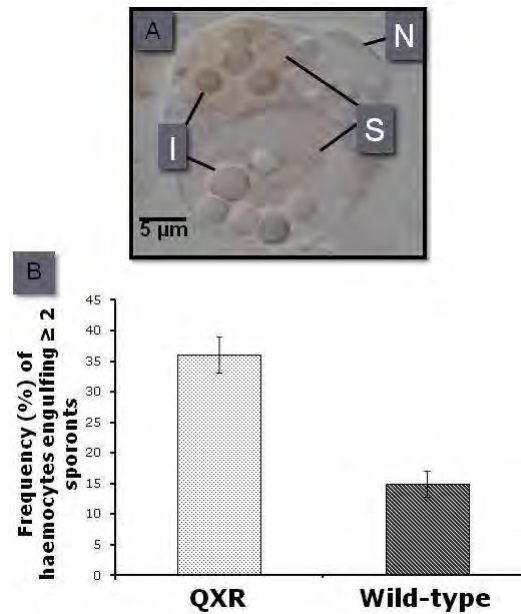 A
N
S
I
5 µm
B
Frequency (%) of
haemocytes engulfing ≥ 2
sporonts
45
40
35
30
25
20
15
10
5
0
QXR
Wild-type